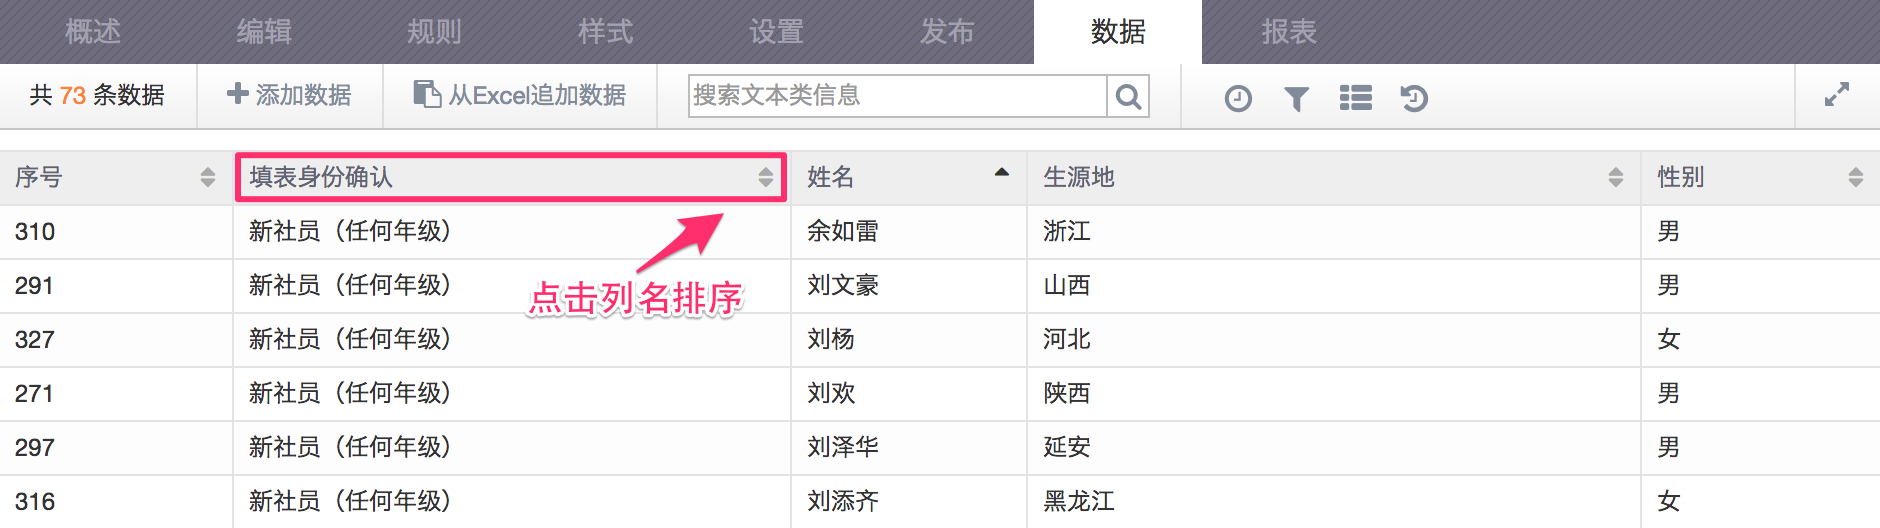 概述 编辑 规则 样式 设置 发布 数据 报表
共 73 条数据 添加数据 从Excel追加数据 搜索文本类信息
序号 填表身份确认 姓名 生源地 性别
310 新社员（任何年级） 余如雷 浙江 男
291 新社员（任何年级） 刘文豪 山西 男
点击列名排序
327 新社员（任何年级） 刘杨 河北 女
271 新社员（任何年级） 刘欢 陕西 男
297 新社员（任何年级） 刘泽华 延安 男
316 新社员（任何年级） 刘添齐 黑龙江 女